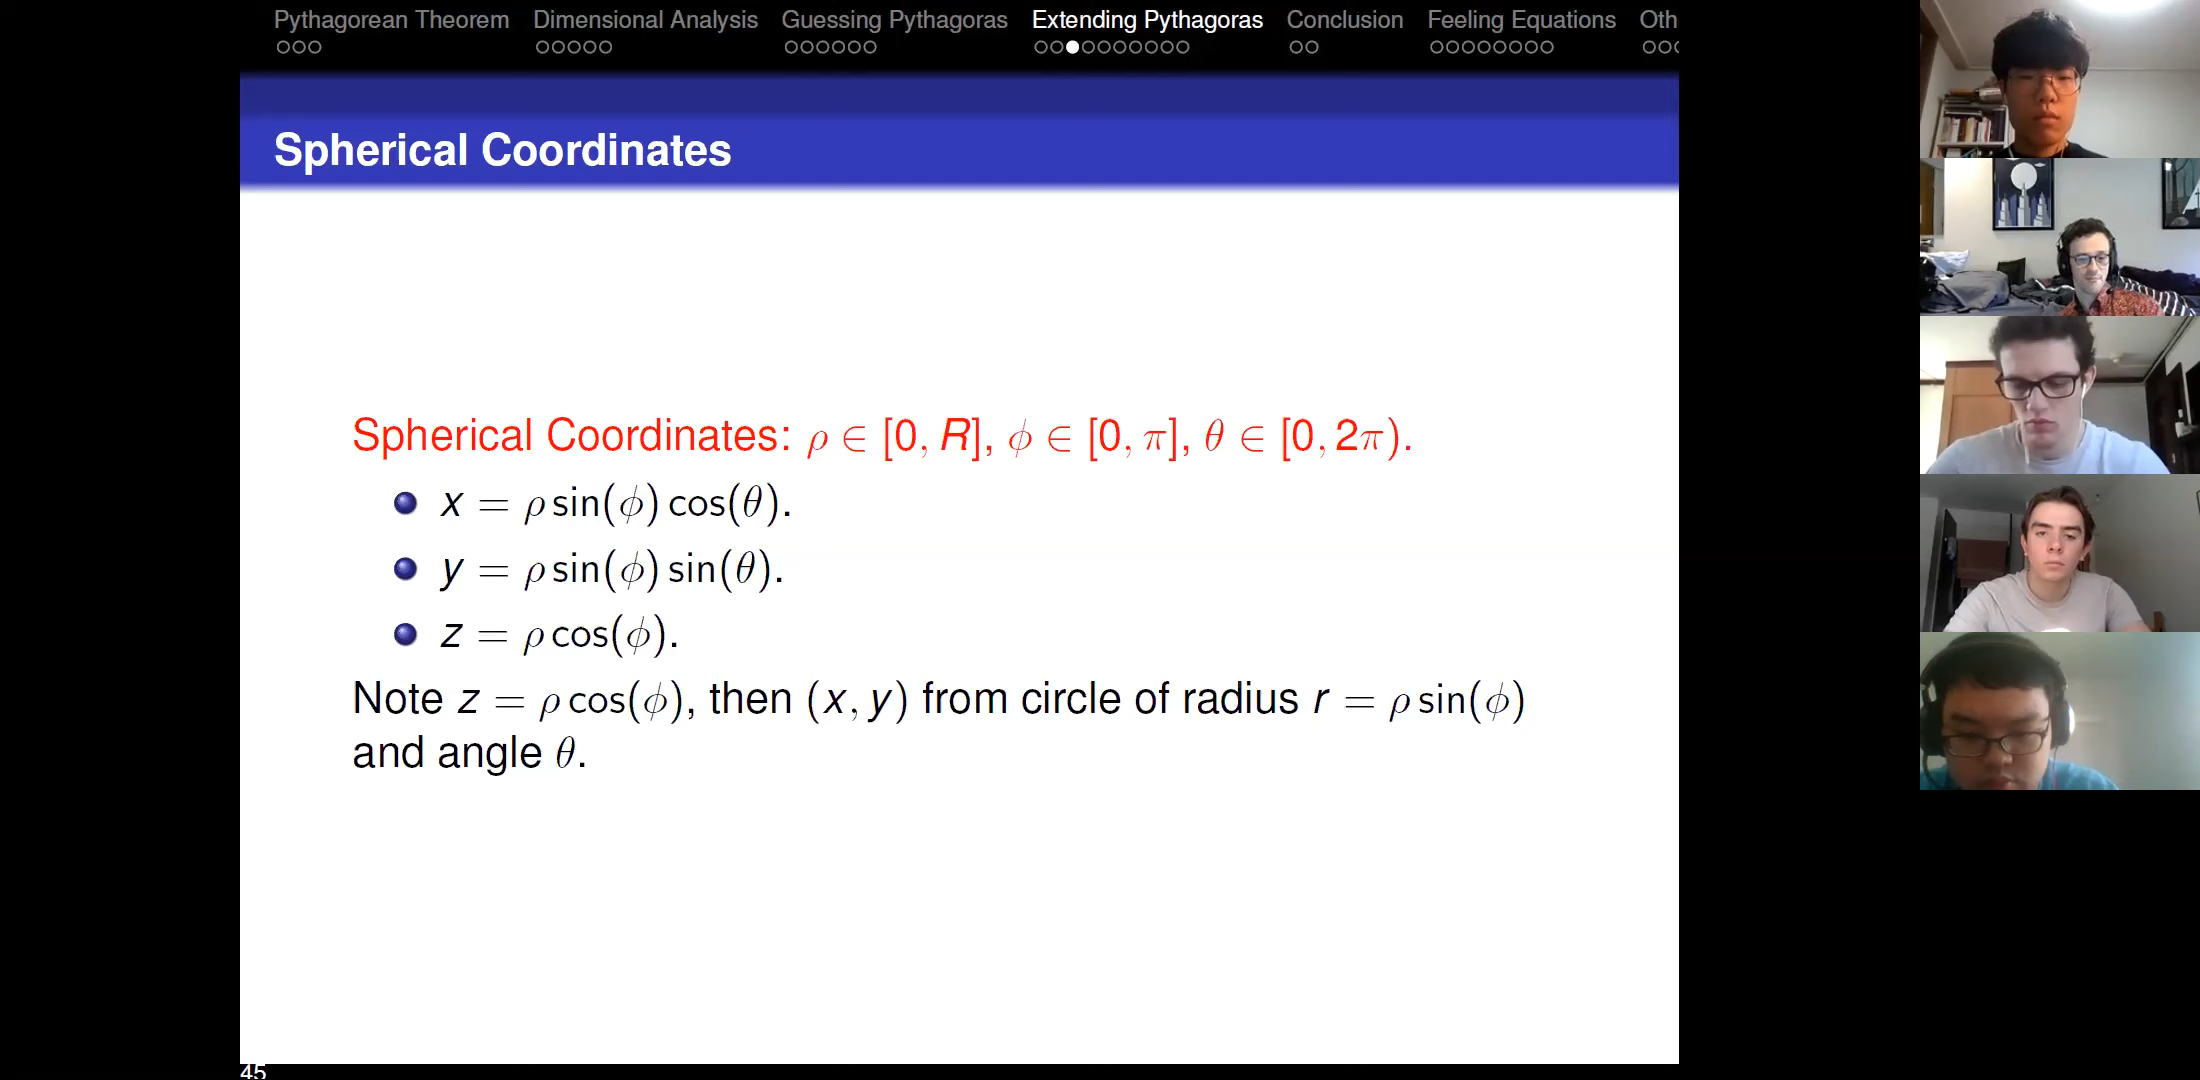 Pythagorean Theorem Dimensional Analysis Guessing Pythagoras Extending Pythagoras Conclusion Feeling Equations Oth
Spherical Coordinates
Spherical Coordinates: ρ ∈ [0, R], ϕ ∈ [0, π], θ ∈ [0, 2π).
x = ρ sin(ϕ) cos(θ).
y = ρ sin(ϕ) sin(θ).
z = ρ cos(ϕ).
Note z = ρ cos(ϕ), then (x, y) from circle of radius r = ρ sin(ϕ)
and angle θ.
45